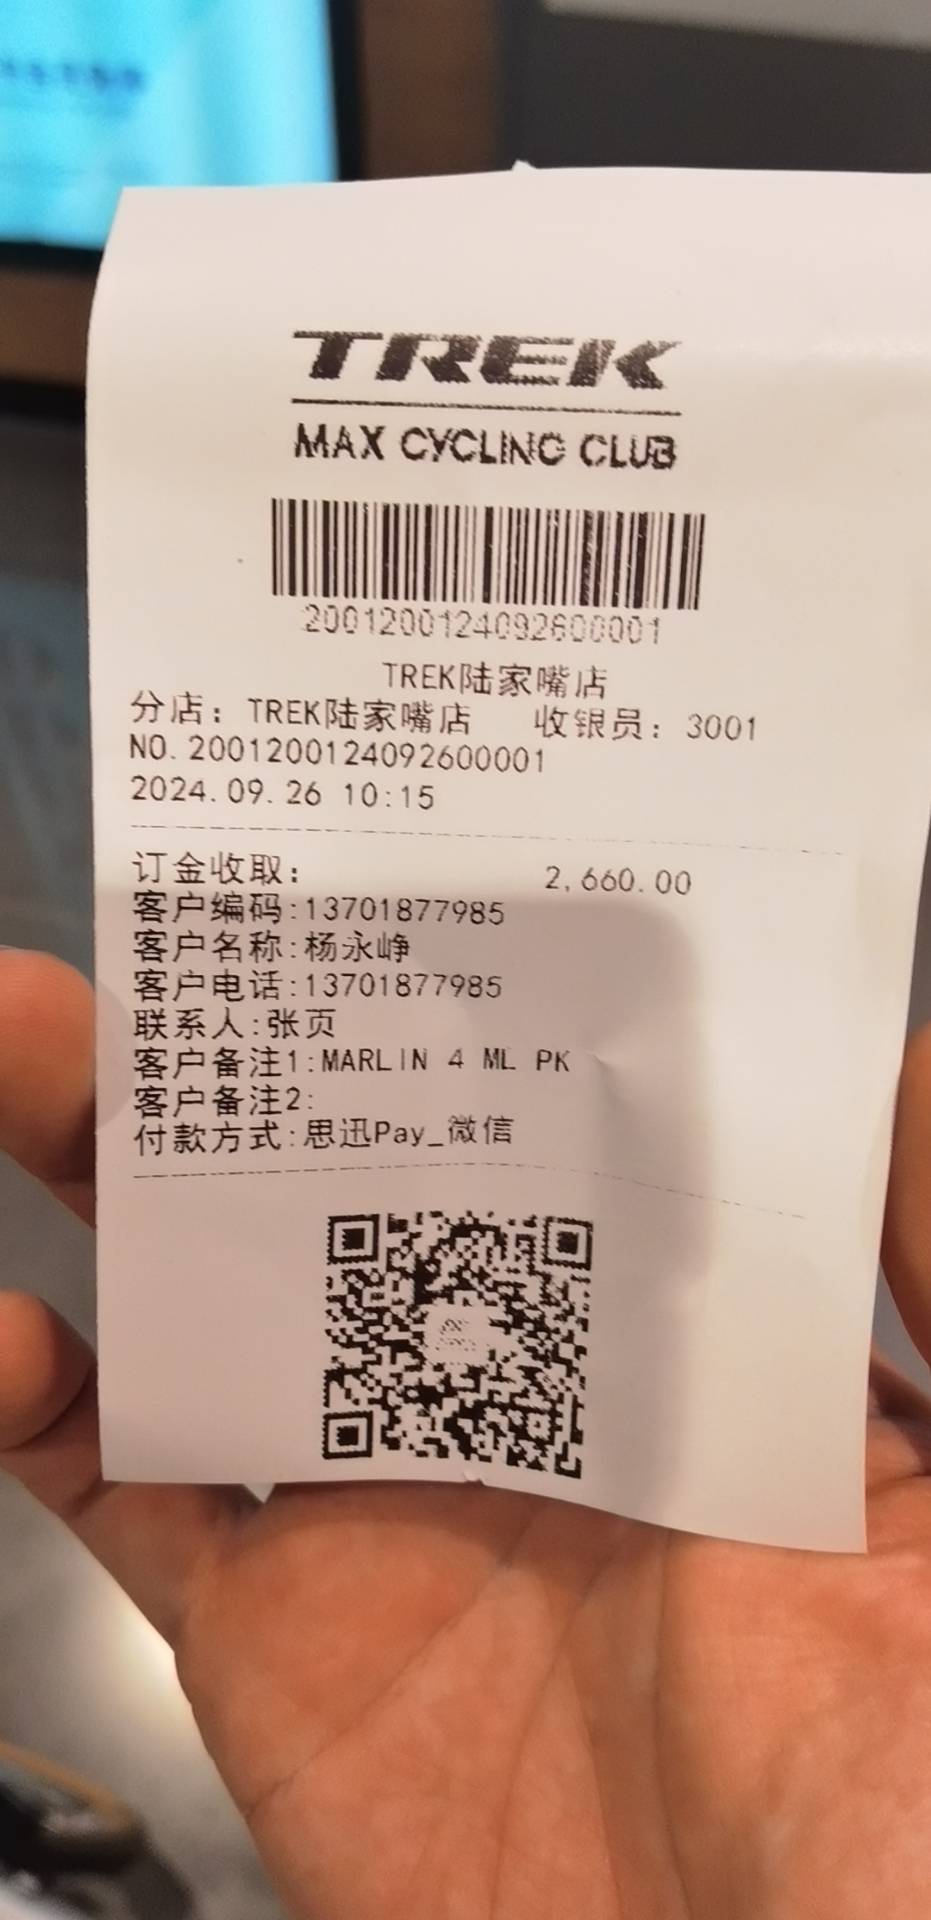 TREK
MAX CYCLING CLUB
2001200124092600001
TREK陆家嘴店
分店：TREK陆家嘴店 收银员：3001
NO.2001200124092600001
2024.09.26 10:15
订金收取： 2,660.00
客户编码:13701877985
客户名称:杨永峥
客户电话:13701877985
联系人:张页
客户备注1:MARLIN 4 ML PK
客户备注2:
付款方式:思迅Pay_微信